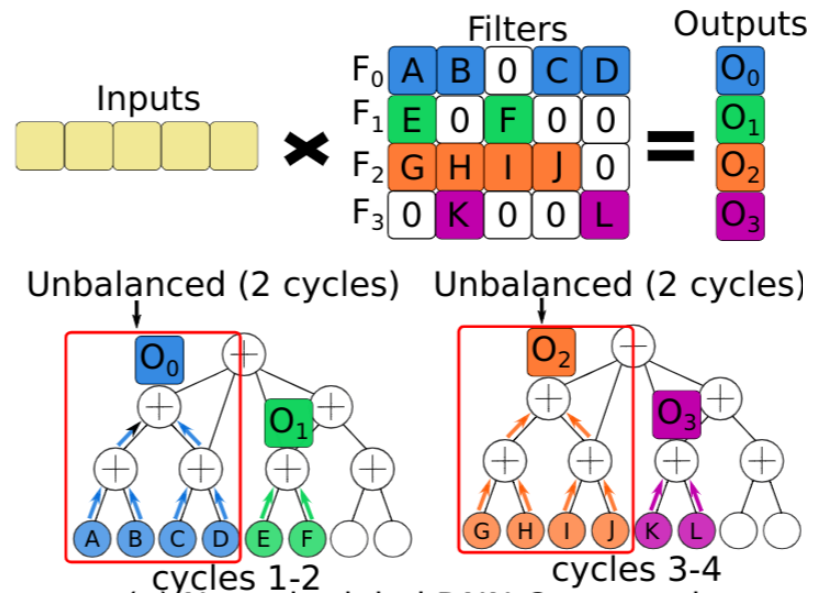 Filters
Outputs
Inputs
F0 A B 0 C D
O0
F1 E 0 F 0 0
O1
F2 G H I J 0
O2
F3 0 K 0 0 L
O3
Unbalanced (2 cycles)
Unbalanced (2 cycles)
O0
O1
A B C D E F
cycles 1-2
O2
O3
G H I J K L
cycles 3-4